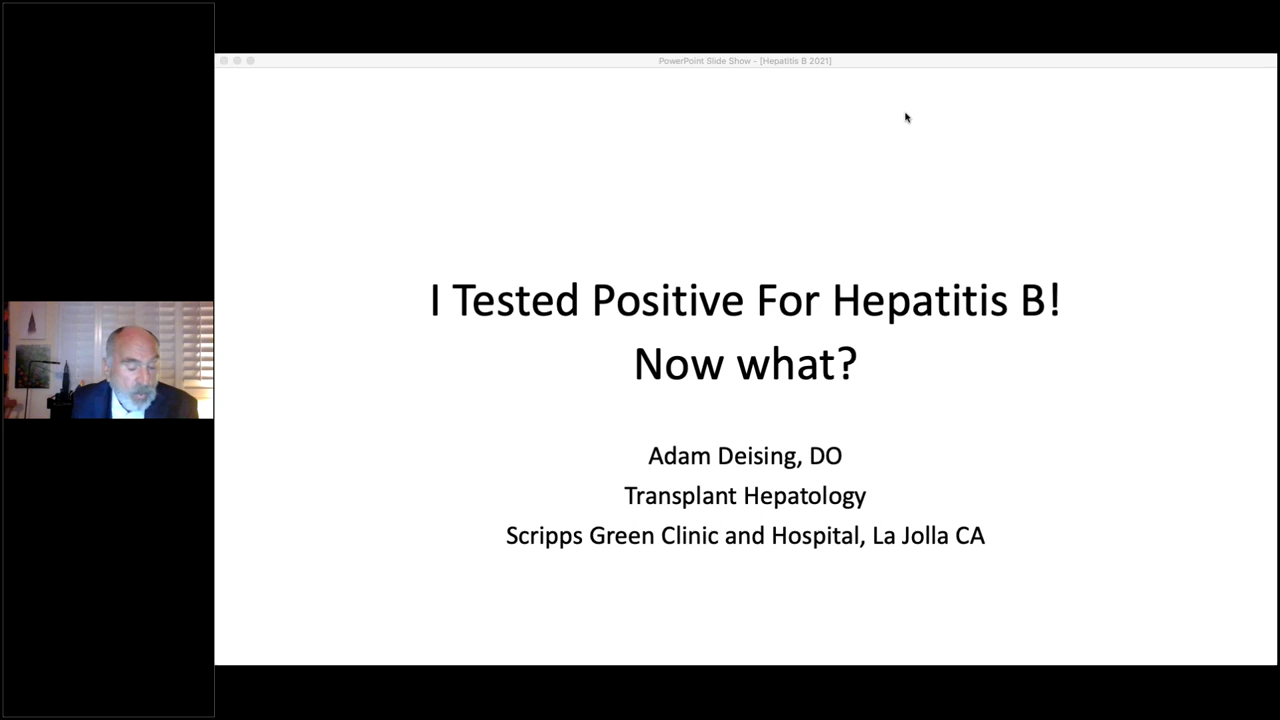 PowerPoint Slide Show - [Hepatitis B 2021]
I Tested Positive For Hepatitis B!
Now what?
Adam Deising, DO
Transplant Hepatology
Scripps Green Clinic and Hospital, La Jolla CA